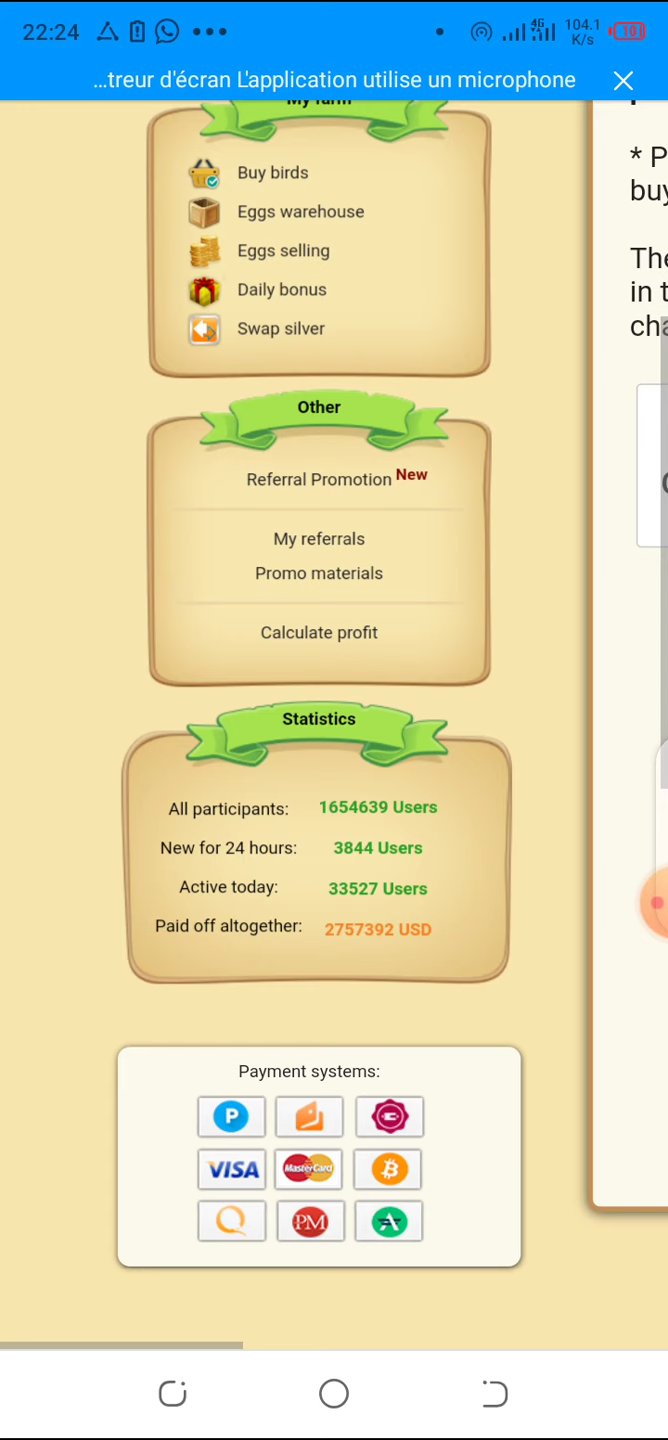 22:24
4G
104.1
K/s
10
...treur d'écran L'application utilise un microphone
My farm
Buy birds
Eggs warehouse
Eggs selling
Daily bonus
Swap silver
Other
Referral Promotion New
My referrals
Promo materials
Calculate profit
Statistics
All participants: 1654639 Users
New for 24 hours: 3844 Users
Active today: 33527 Users
Paid off altogether: 2757392 USD
Payment systems:
P
VISA MasterCard
PM
* P
buy
The
in t
cha